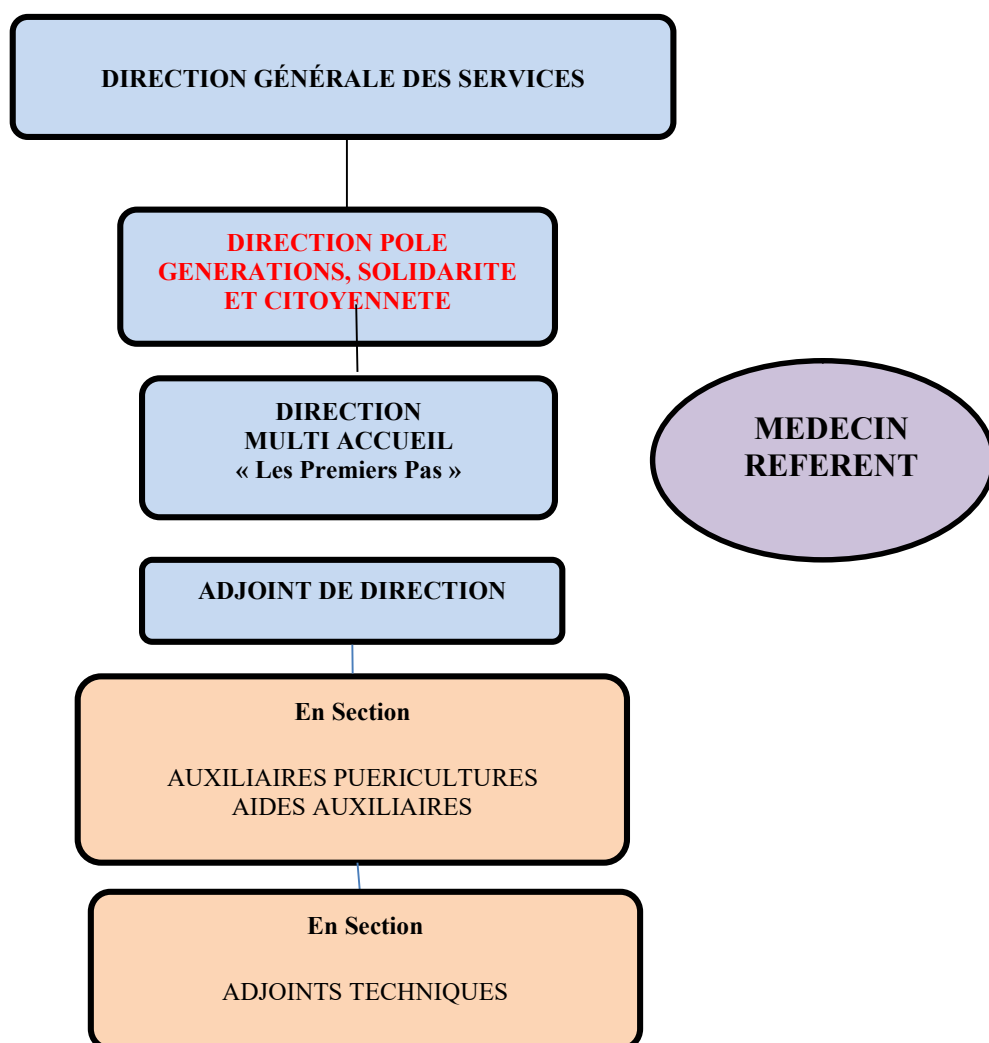 DIRECTION GÉNÉRALE DES SERVICES
DIRECTION POLE
GENERATIONS, SOLIDARITE
ET CITOYENNETE
DIRECTION
MULTI ACCUEIL
« Les Premiers Pas »
MEDECIN
REFERENT
ADJOINT DE DIRECTION
En Section
AUXILIAIRES PUERICULTURES
AIDES AUXILIAIRES
En Section
ADJOINTS TECHNIQUES